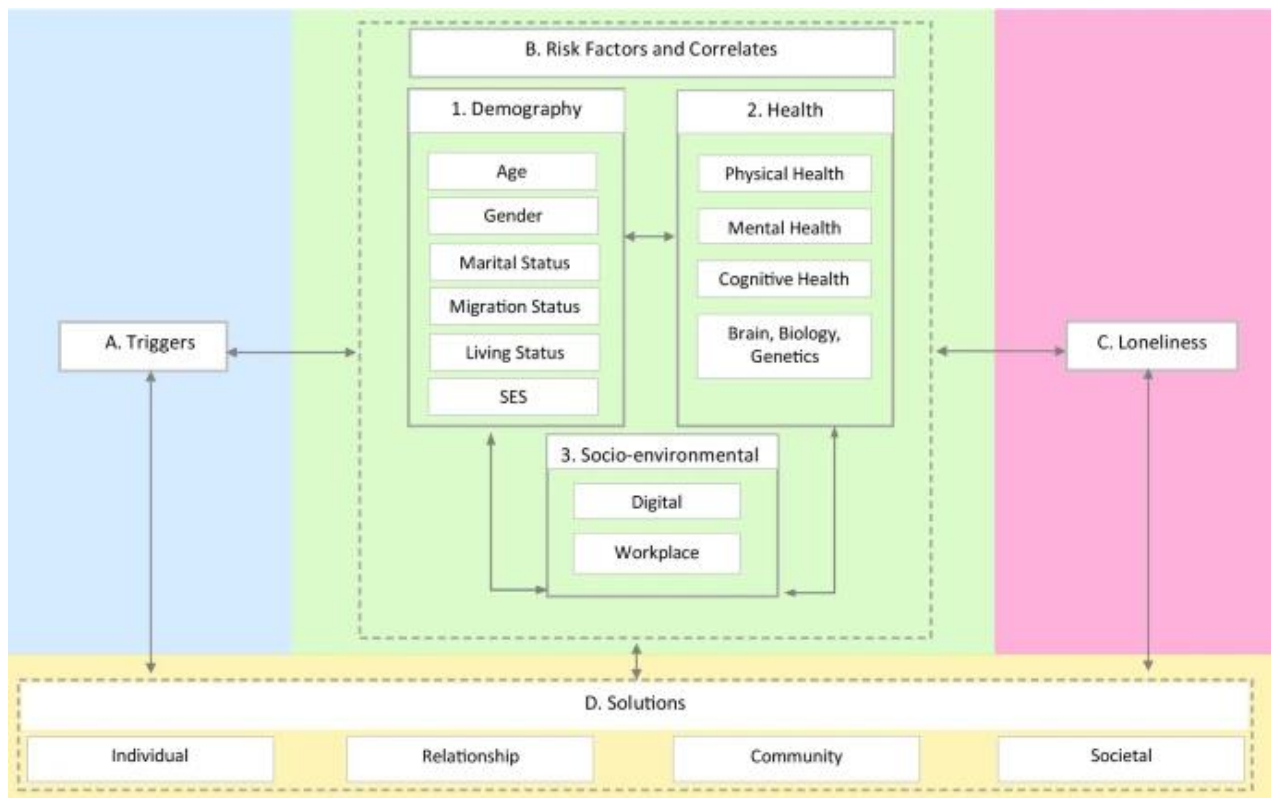 B. Risk Factors and Correlates
1. Demography
Age
Gender
Marital Status
Migration Status
Living Status
SES
2. Health
Physical Health
Mental Health
Cognitive Health
Brain, Biology,
Genetics
3. Socio-environmental
Digital
Workplace
A. Triggers
C. Loneliness
D. Solutions
Individual
Relationship
Community
Societal